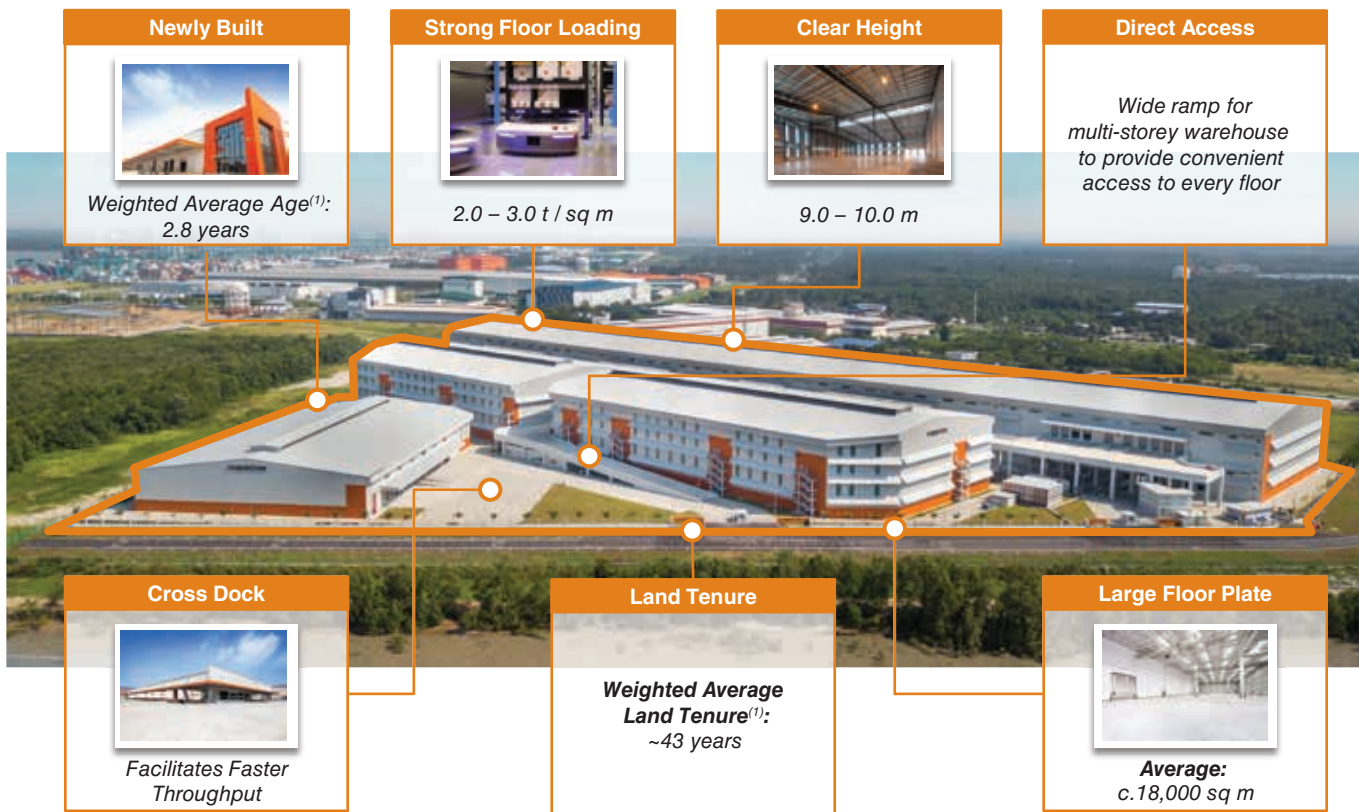 Newly Built
Weighted Average Age(1):
2.8 years
Strong Floor Loading
2.0 – 3.0 t / sq m
Clear Height
9.0 – 10.0 m
Direct Access
Wide ramp for
multi-storey warehouse
to provide convenient
access to every floor
Cross Dock
Facilitates Faster
Throughput
Land Tenure
Weighted Average
Land Tenure(1):
~43 years
Large Floor Plate
Average:
c.18,000 sq m